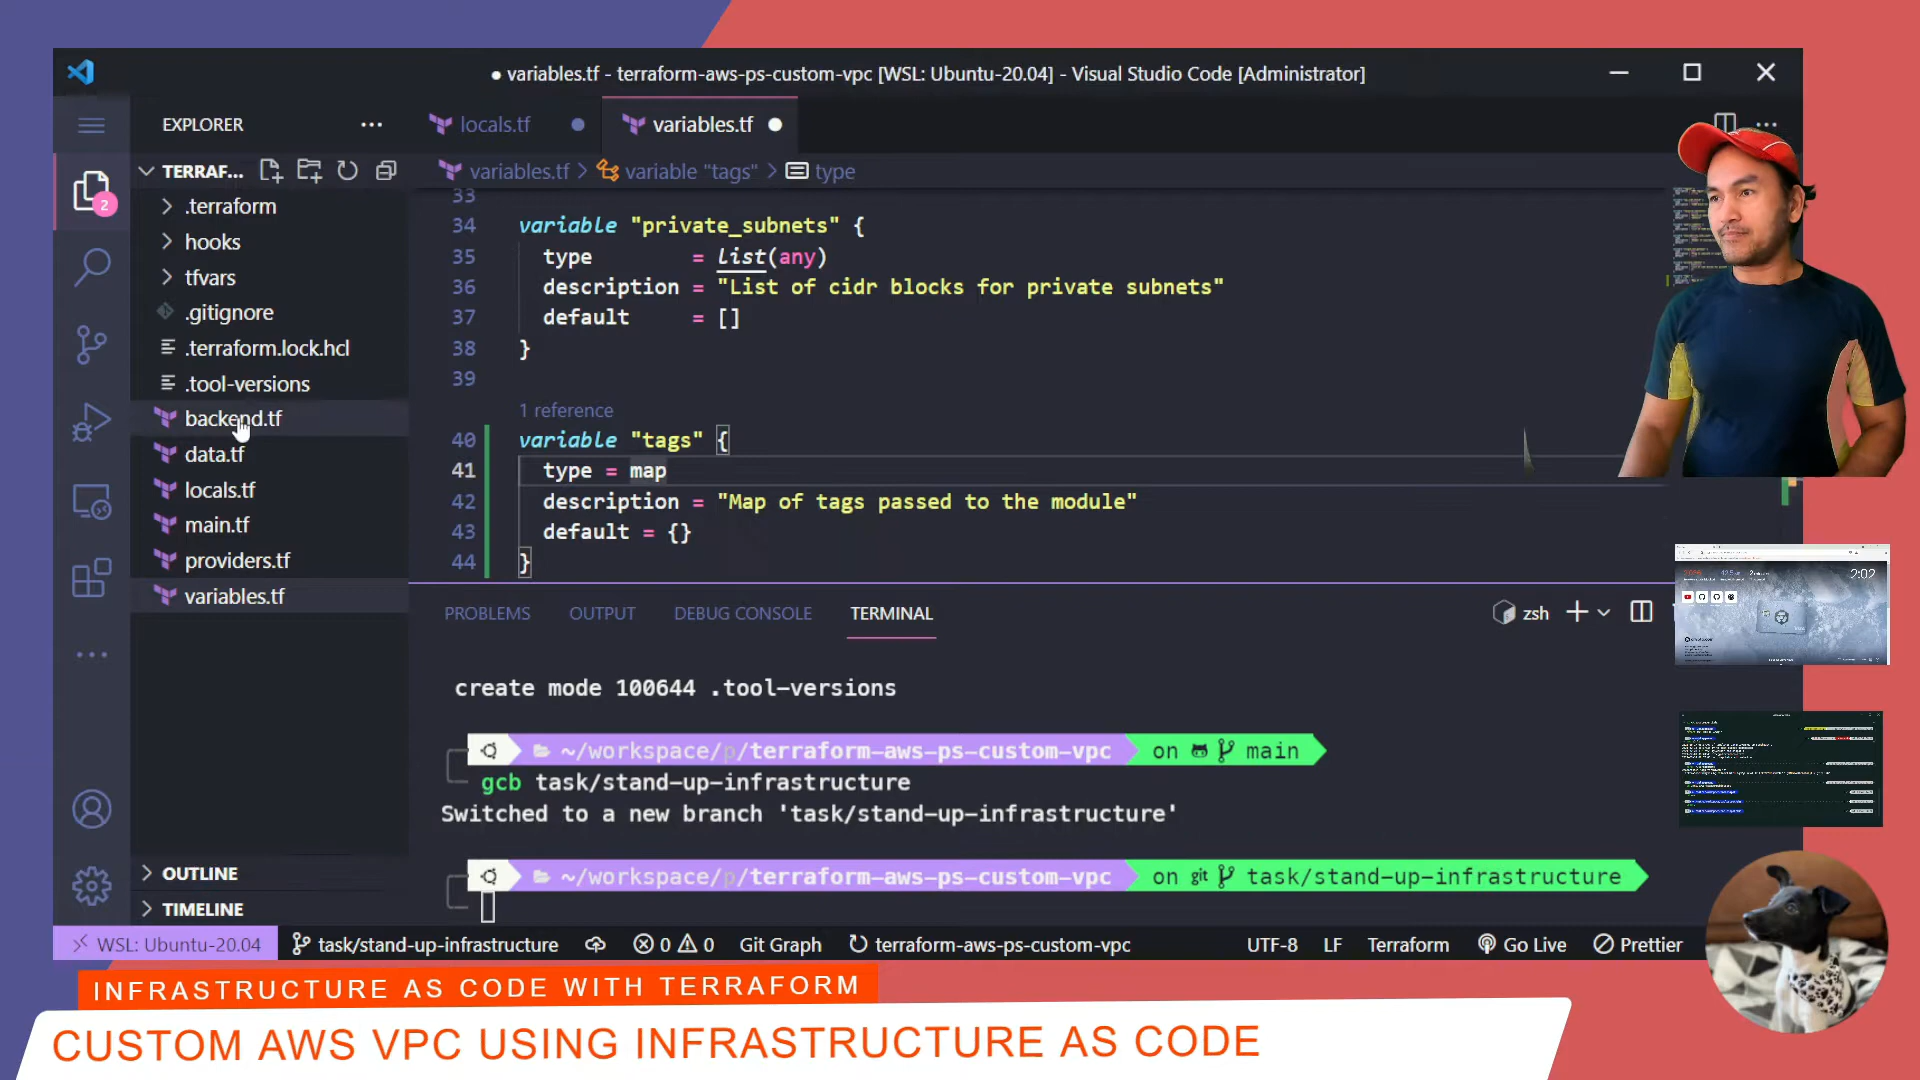 ● variables.tf - terraform-aws-ps-custom-vpc [WSL: Ubuntu-20.04] - Visual Studio Code [Administrator]
EXPLORER
locals.tf
variables.tf
TERRAF...
variables.tf > variable "tags" > type
.terraform
hooks
tfvars
.gitignore
.terraform.lock.hcl
.tool-versions
backend.tf
data.tf
locals.tf
main.tf
providers.tf
variables.tf
OUTLINE
TIMELINE
2
33
34 variable "private_subnets" {
35 type = list(any)
36 description = "List of cidr blocks for private subnets"
37 default = []
38 }
39
1 reference
40 variable "tags" {
41 type = map
42 description = "Map of tags passed to the module"
43 default = {}
44 }
PROBLEMS OUTPUT DEBUG CONSOLE TERMINAL
zsh
create mode 100644 .tool-versions
~/workspace/p/terraform-aws-ps-custom-vpc on main
gcb task/stand-up-infrastructure
Switched to a new branch 'task/stand-up-infrastructure'
~/workspace/p/terraform-aws-ps-custom-vpc on git task/stand-up-infrastructure
2:02
WSL: Ubuntu-20.04 task/stand-up-infrastructure 0 0 Git Graph terraform-aws-ps-custom-vpc UTF-8 LF Terraform Go Live Prettier
INFRASTRUCTURE AS CODE WITH TERRAFORM
CUSTOM AWS VPC USING INFRASTRUCTURE AS CODE